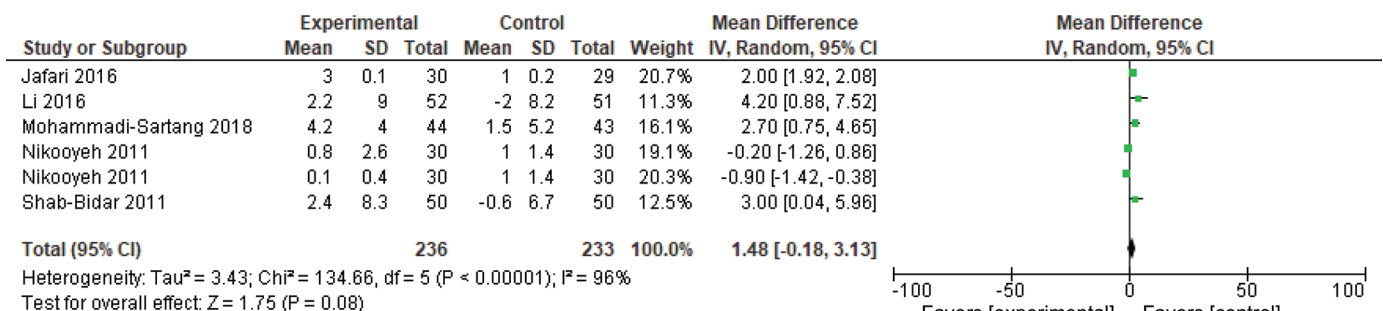 Experimental Control Mean Difference Mean Difference
Study or Subgroup Mean SD Total Mean SD Total Weight IV, Random, 95% CI IV, Random, 95% CI
Jafari 2016 3 0.1 30 1 0.2 29 20.7% 2.00 [1.92, 2.08]
Li 2016 2.2 9 52 -2 8.2 51 11.3% 4.20 [0.88, 7.52]
Mohammadi-Sartang 2018 4.2 4 44 1.5 5.2 43 16.1% 2.70 [0.75, 4.65]
Nikooyeh 2011 0.8 2.6 30 1 1.4 30 19.1% -0.20 [-1.26, 0.86]
Nikooyeh 2011 0.1 0.4 30 1 1.4 30 20.3% -0.90 [-1.42, -0.38]
Shab-Bidar 2011 2.4 8.3 50 -0.6 6.7 50 12.5% 3.00 [0.04, 5.96]
Total (95% CI) 236 233 100.0% 1.48 [-0.18, 3.13]
Heterogeneity: Tau² = 3.43; Chi² = 134.66, df = 5 (P < 0.00001); I² = 96%
Test for overall effect: Z = 1.75 (P = 0.08)
-100 -50 0 50 100
Favors [experimental] Favors [control]